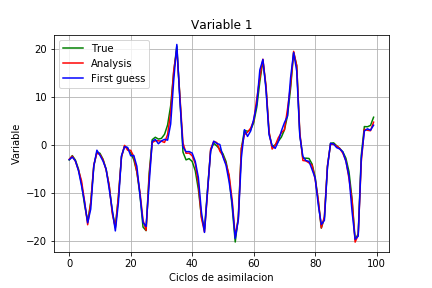 Variable 1
True
Analysis
First guess
Variable
20
10
0
−10
−20
0
20
40
60
80
100
Ciclos de asimilacion